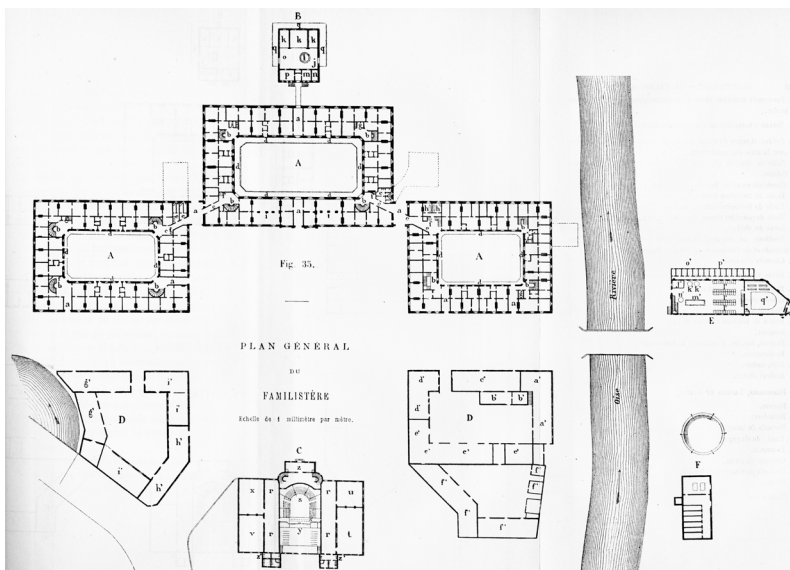 B
q
k k k
q q
o j
p m n
a
b b
d A d
b b
a a a
b b
d
A
d
a a
Fig 35.
d
A
d
a
Rivière
o' p'
k' k'
m'
n'
q'
E
PLAN GÉNÉRAL
DU
FAMILISTÈRE
Echelle de 1 millimètre par mètre.
g' i'
g' D i'
h'
i'
h'
d' c' a'
b' b'
d' D a'
e'
e' e' e'
f'
f' f'
f'
Oise
F
C
z
x r s r u
v r y r t
z' z'